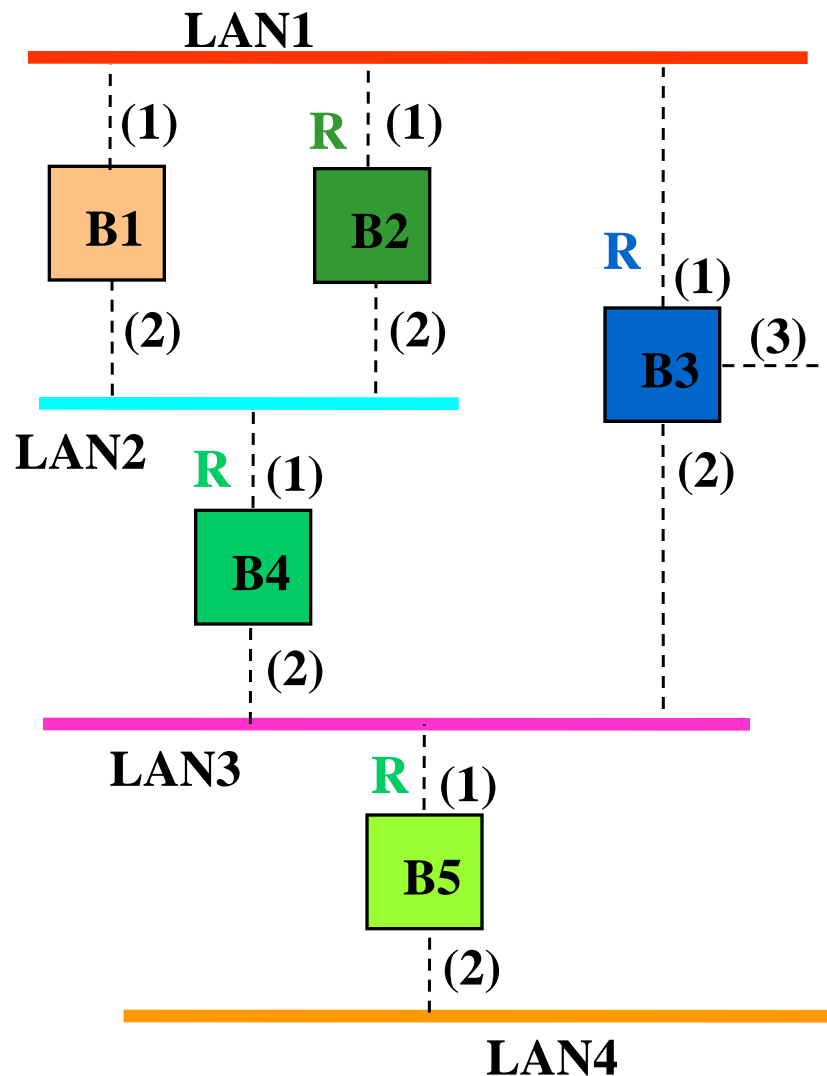 LAN1
(1)
R
(1)
B1
B2
R
(1)
(2)
(2)
(3)
B3
LAN2
R
(1)
(2)
B4
(2)
LAN3
R
(1)
B5
(2)
LAN4